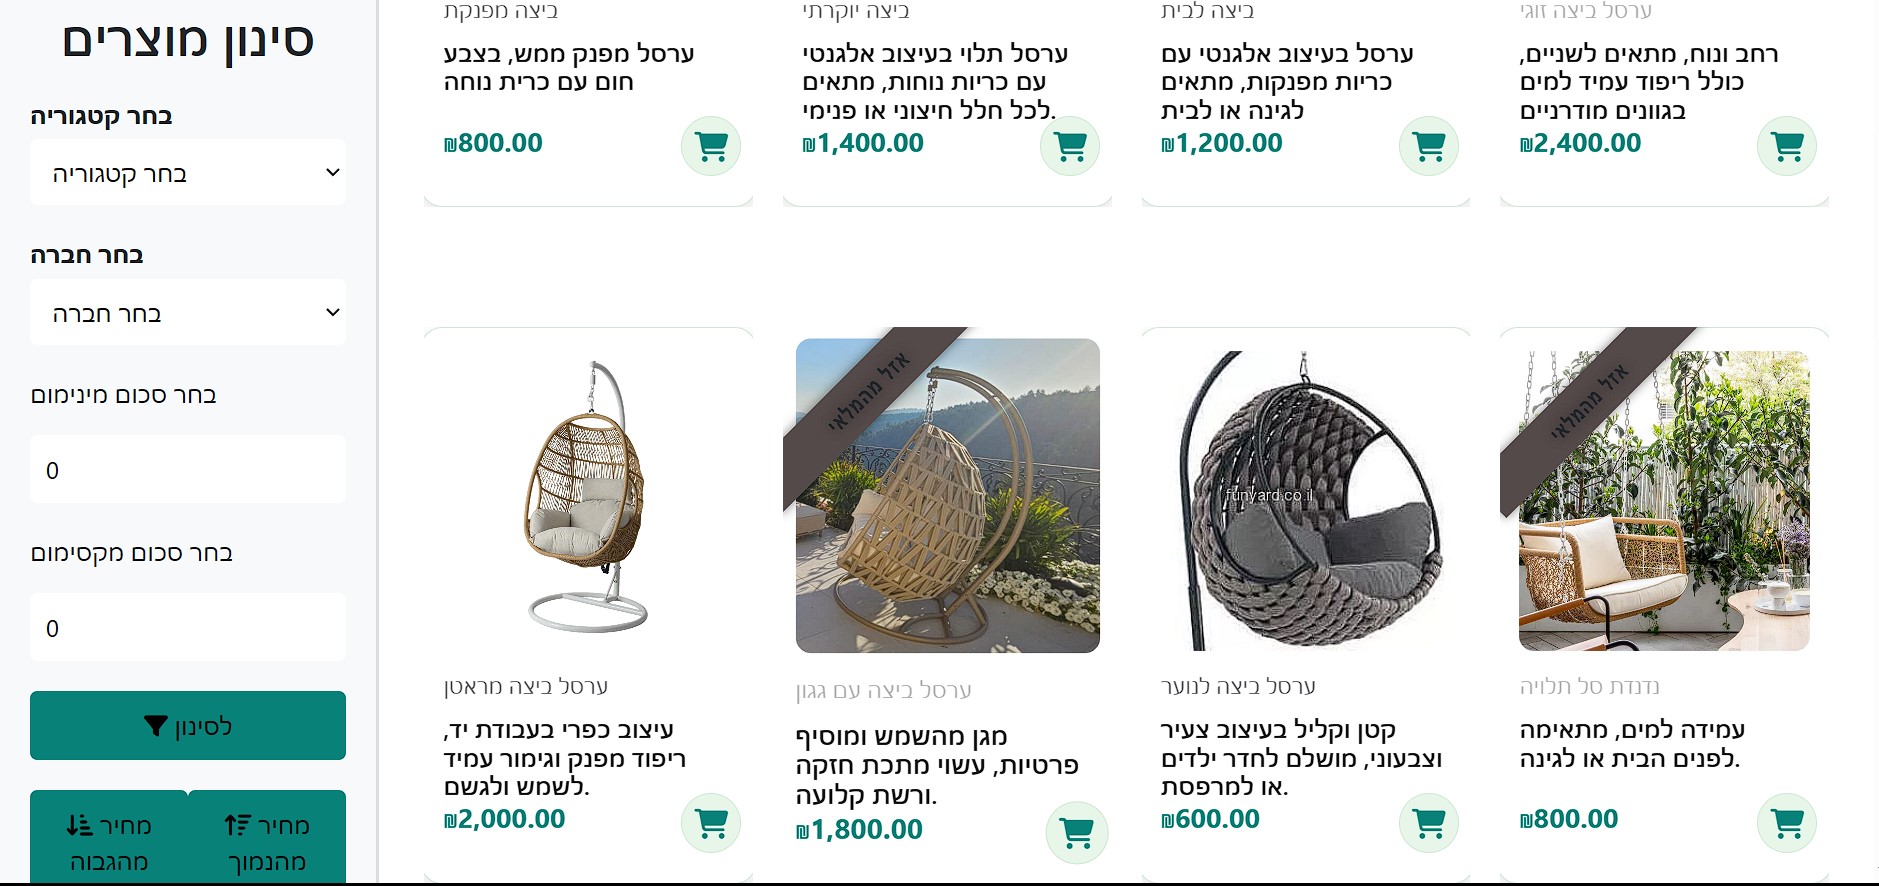 סינון מוצרים
בחר קטגוריה
בחר קטגוריה
בחר חברה
בחר חברה
בחר סכום מינימום
0
בחר סכום מקסימום
0
לסינון
מחיר
מהגבוה
מחיר
מהנמוך
ביצה מפנקת
ערסל מפנק ממש, בצבע
חום עם כרית נוחה
₪800.00
ביצה יוקרתי
ערסל תלוי בעיצוב אלגנטי
עם כריות נוחות, מתאים
לכל חלל חיצוני או פנימי.
₪1,400.00
ביצה לבית
ערסל בעיצוב אלגנטי עם
כריות מפנקות, מתאים
לגינה או לבית
₪1,200.00
ערסל ביצה זוגי
רחב ונוח, מתאים לשניים,
כולל ריפוד עמיד למים
בגוונים מודרניים
₪2,400.00
ערסל ביצה מראטן
עיצוב כפרי בעבודת יד,
ריפוד מפנק וגימור עמיד
לשמש ולגשם.
₪2,000.00
אזל מהמלאי
ערסל ביצה עם גגון
מגן מהשמש ומוסיף
פרטיות, עשוי מתכת חזקה
ורשת קלועה.
₪1,800.00
funyard.co.il
ערסל ביצה לנוער
קטן וקליל בעיצוב צעיר
וצבעוני, מושלם לחדר ילדים
או למרפסת.
₪600.00
אזל מהמלאי
נדנדת סל תלויה
עמידה למים, מתאימה
לפנים הבית או לגינה.
₪800.00